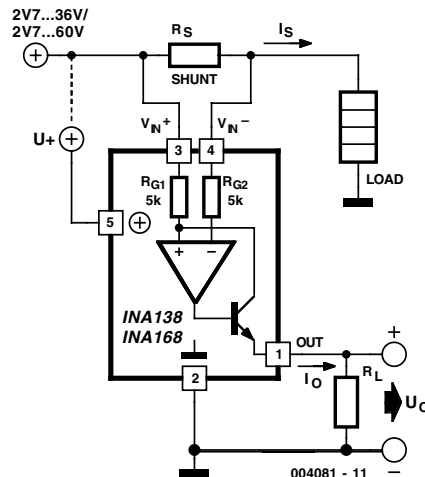 2V7...36V/
2V7...60V
RS
IS
SHUNT
U+
VIN+
VIN−
3
4
RG1
5k
RG2
5k
LOAD
5
+
−
INA138
INA168
1
OUT
IO
RL
2
+
−
004081 - 11